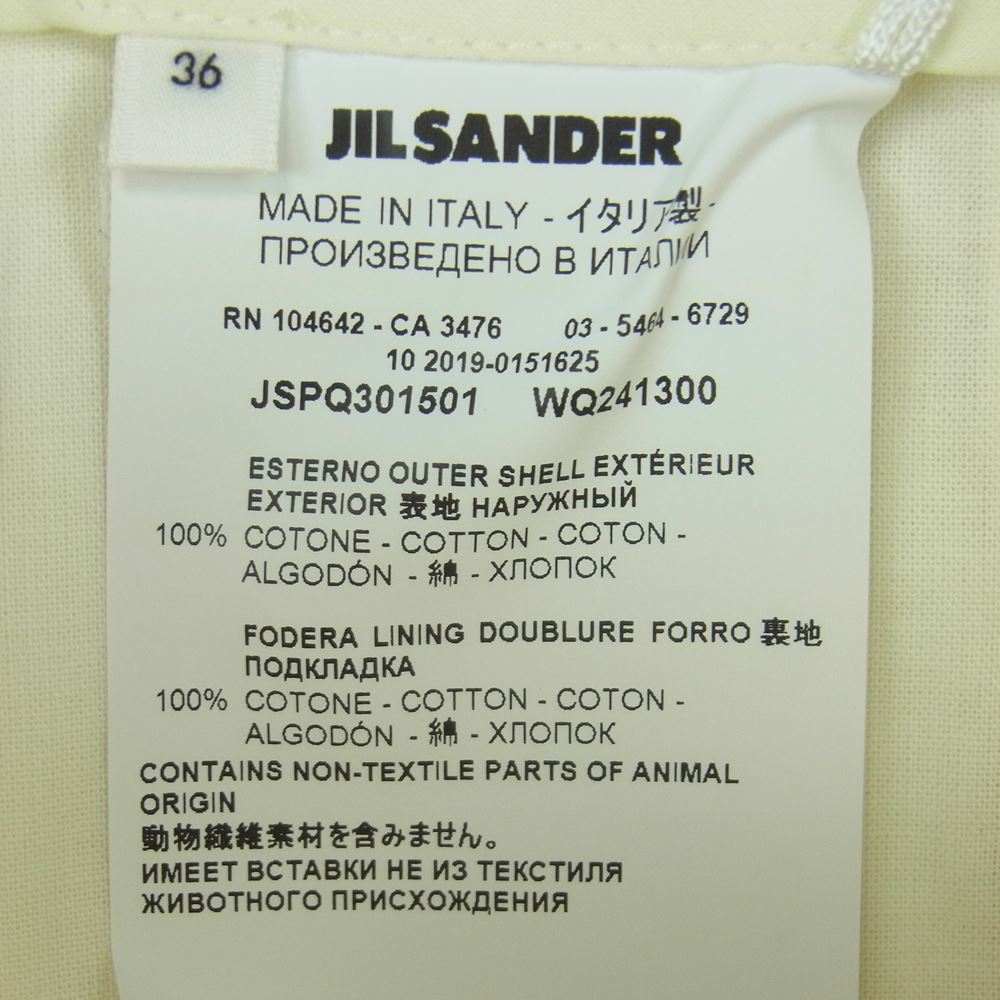 36
JIL SANDER
MADE IN ITALY - イタリア製 -
ПРОИЗВЕДЕНО В ИТАЛИИ
RN 104642 - CA 3476 03 - 5464 - 6729
10 2019-0151625
JSPQ301501 WQ241300
ESTERNO OUTER SHELL EXTÉRIEUR
EXTERIOR 表地 НАРУЖНЫЙ
100% COTONE - COTTON - COTON -
ALGODÓN - 綿 - ХЛОПОК
FODERA LINING DOUBLURE FORRO 裏地
ПОДКЛАДКА
100% COTONE - COTTON - COTON -
ALGODÓN - 綿 - ХЛОПОК
CONTAINS NON-TEXTILE PARTS OF ANIMAL
ORIGIN
動物繊維素材を含みません。
ИМЕЕТ ВСТАВКИ НЕ ИЗ ТЕКСТИЛЯ
ЖИВОТНОГО ПРИСХОЖДЕНИЯ